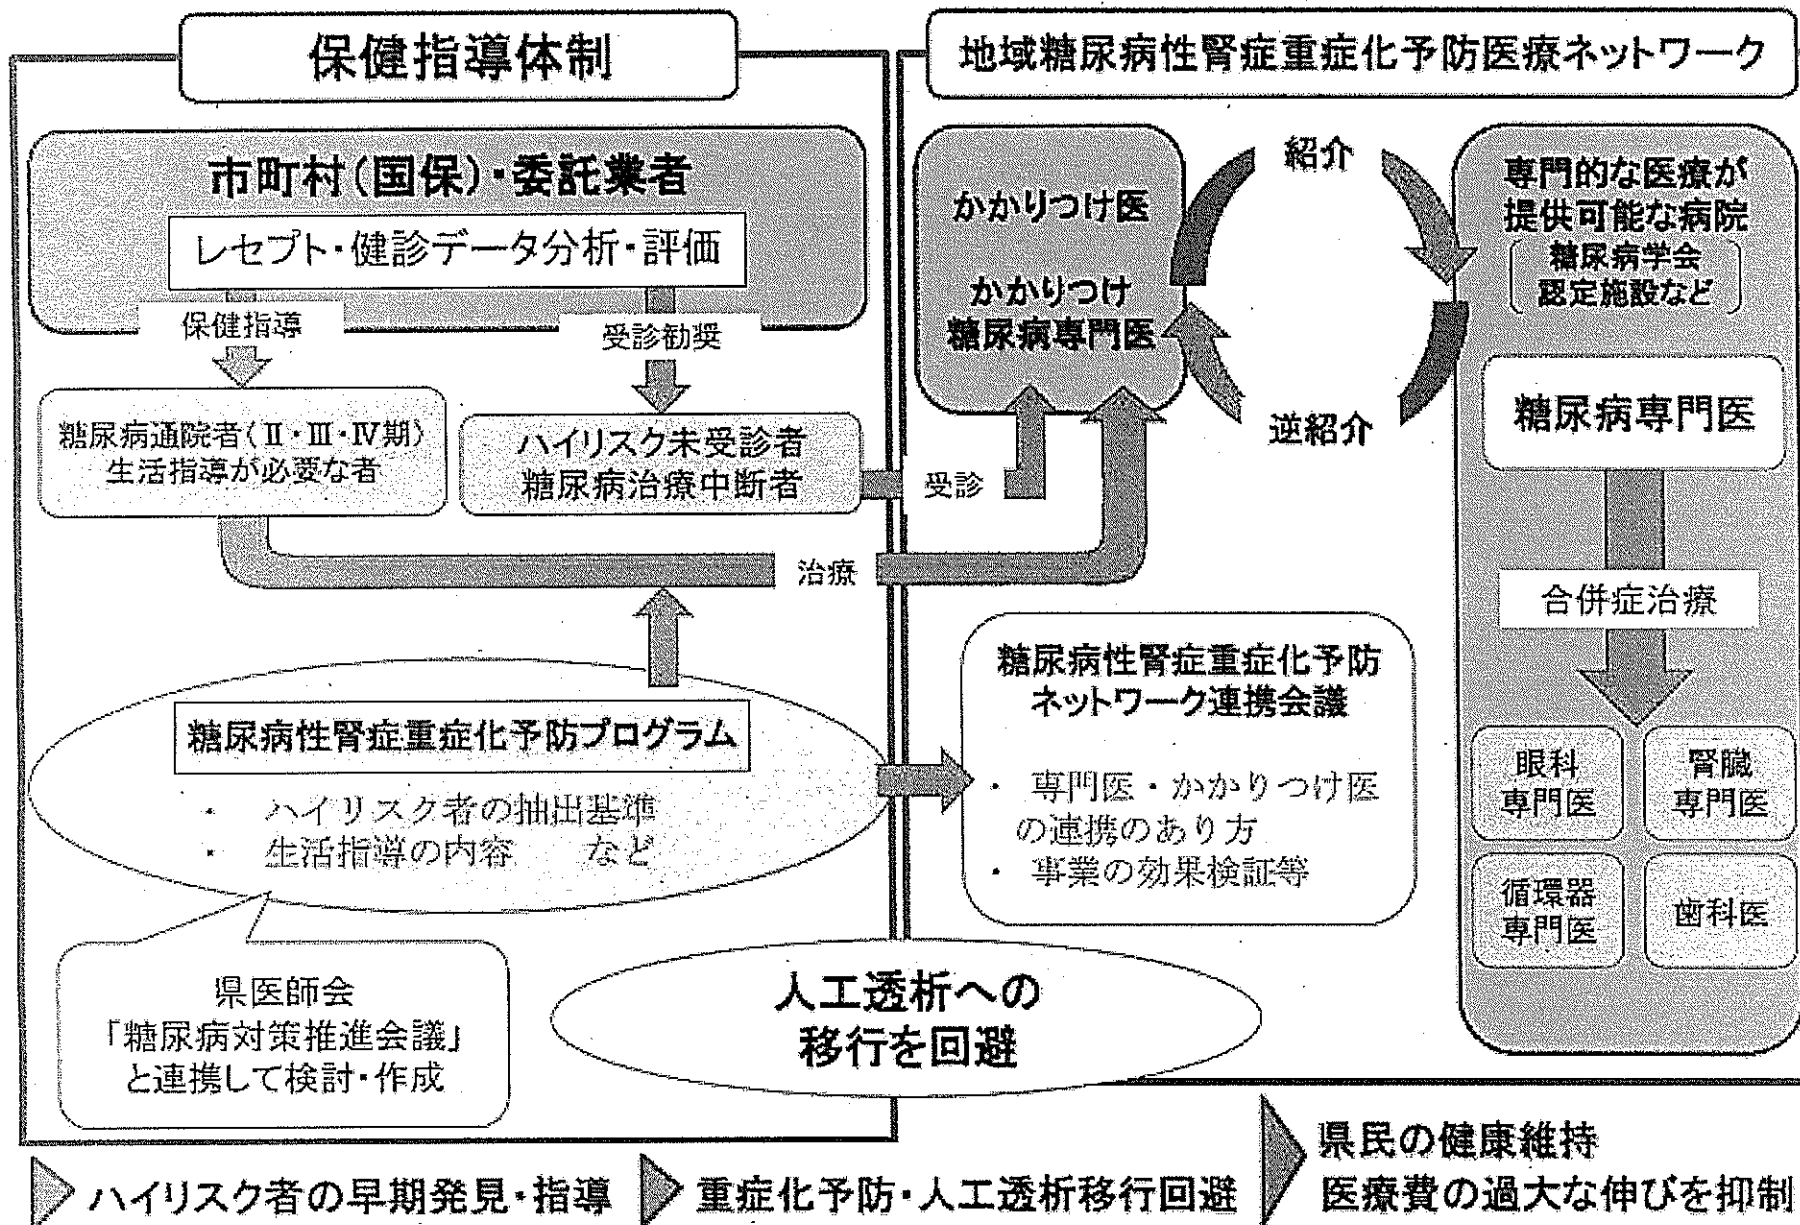 保健指導体制
市町村(国保)・委託業者
レセプト・健診データ分析・評価
保健指導
受診勧奨
糖尿病通院者(Ⅱ・Ⅲ・Ⅳ期)
生活指導が必要な者
ハイリスク未受診者
糖尿病治療中断者
受診
治療
糖尿病性腎症重症化予防プログラム
・ ハイリスク者の抽出基準
・ 生活指導の内容 など
県医師会
「糖尿病対策推進会議」
と連携して検討・作成
地域糖尿病性腎症重症化予防医療ネットワーク
かかりつけ医
かかりつけ
糖尿病専門医
紹介
逆紹介
専門的な医療が
提供可能な病院
糖尿病学会
認定施設など
糖尿病専門医
合併症治療
眼科
専門医
腎臓
専門医
循環器
専門医
歯科医
糖尿病性腎症重症化予防
ネットワーク連携会議
・ 専門医・かかりつけ医
の連携のあり方
・ 事業の効果検証等
人工透析への
移行を回避
ハイリスク者の早期発見・指導
重症化予防・人工透析移行回避
県民の健康維持
医療費の過大な伸びを抑制